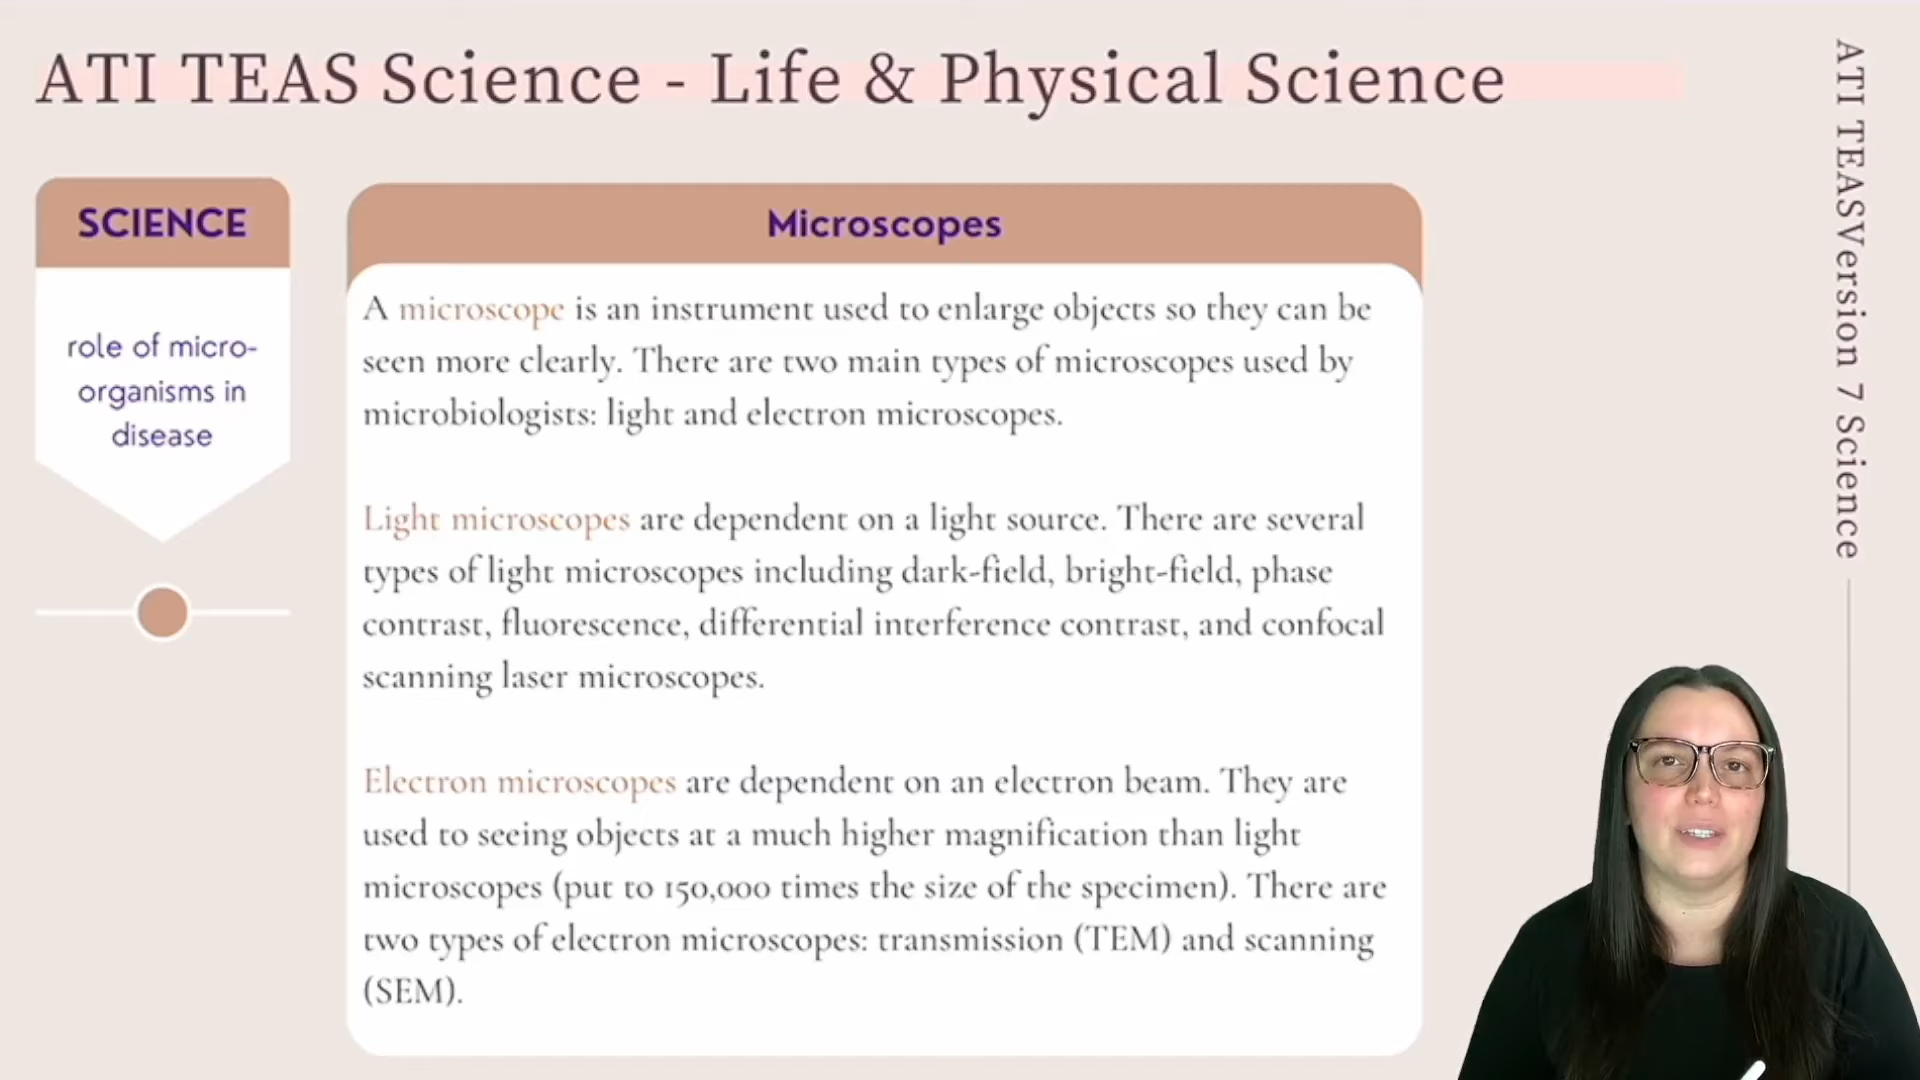 ATI TEAS Science - Life & Physical Science
SCIENCE
role of micro-
organisms in
disease
Microscopes
A microscope is an instrument used to enlarge objects so they can be
seen more clearly. There are two main types of microscopes used by
microbiologists: light and electron microscopes.
Light microscopes are dependent on a light source. There are several
types of light microscopes including dark-field, bright-field, phase
contrast, fluorescence, differential interference contrast, and confocal
scanning laser microscopes.
Electron microscopes are dependent on an electron beam. They are
used to seeing objects at a much higher magnification than light
microscopes (put to 150,000 times the size of the specimen). There are
two types of electron microscopes: transmission (TEM) and scanning
(SEM).
ATI TEASVersion 7 Science